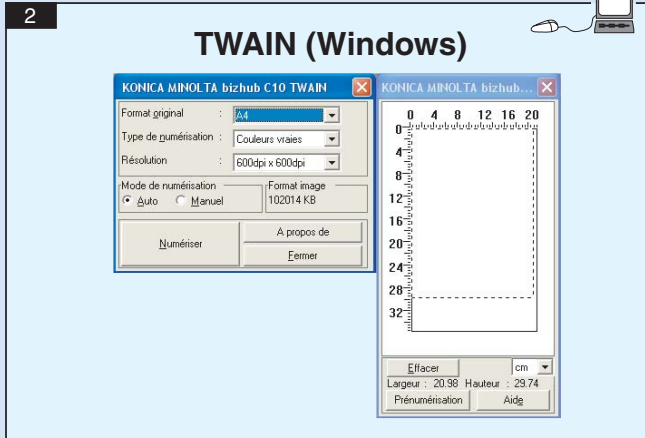 2
TWAIN (Windows)
KONICA MINOLTA bizhub C10 TWAIN
Format original : A4
Type de numérisation : Couleurs vraies
Résolution : 600dpi x 600dpi
Mode de numérisation
Auto Manuel
Format image
102014 KB
Numériser
A propos de
Fermer
KONICA MINOLTA bizhub...
0 4 8 12 16 20
0
4
8
12
16
20
24
28
32
Effacer cm
Largeur : 20.98 Hauteur : 29.74
Prénumérisation Aide